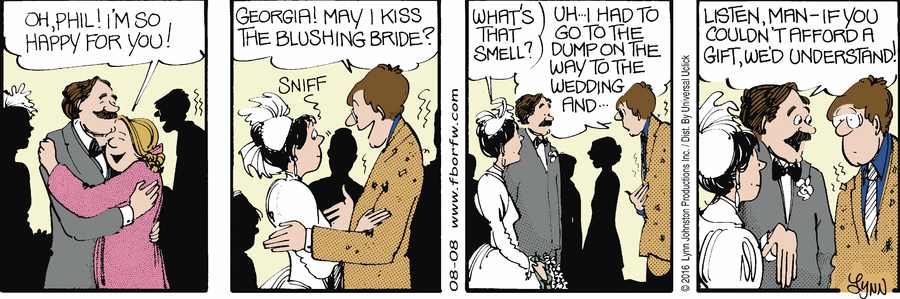 OH, PHIL! I'M SO
HAPPY FOR YOU!
GEORGIA! MAY I KISS
THE BLUSHING BRIDE?
SNIFF
08-08 www.fborfw.com
WHAT'S
THAT
SMELL?
UH--I HAD TO
GO TO THE
DUMP ON THE
WAY TO THE
WEDDING
AND---
© 2016 Lynn Johnston Productions Inc. / Dist. By Universal Uclick
LISTEN, MAN-IF YOU
COULDN'T AFFORD A
GIFT, WE'D UNDERSTAND!
LYNN